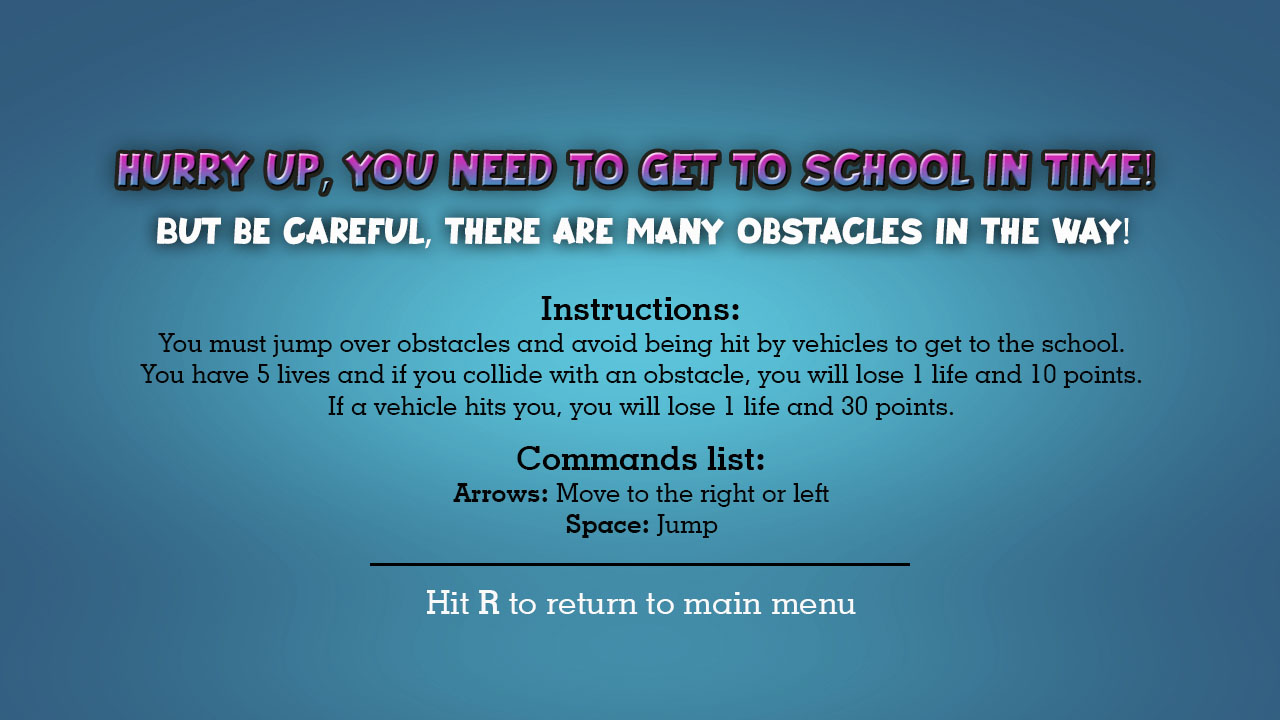 HURRY UP, YOU NEED TO GET TO SCHOOL IN TIME!
BUT BE CAREFUL, THERE ARE MANY OBSTACLES IN THE WAY!
Instructions:
You must jump over obstacles and avoid being hit by vehicles to get to the school.
You have 5 lives and if you collide with an obstacle, you will lose 1 life and 10 points.
If a vehicle hits you, you will lose 1 life and 30 points.
Commands list:
Arrows: Move to the right or left
Space: Jump
Hit R to return to main menu